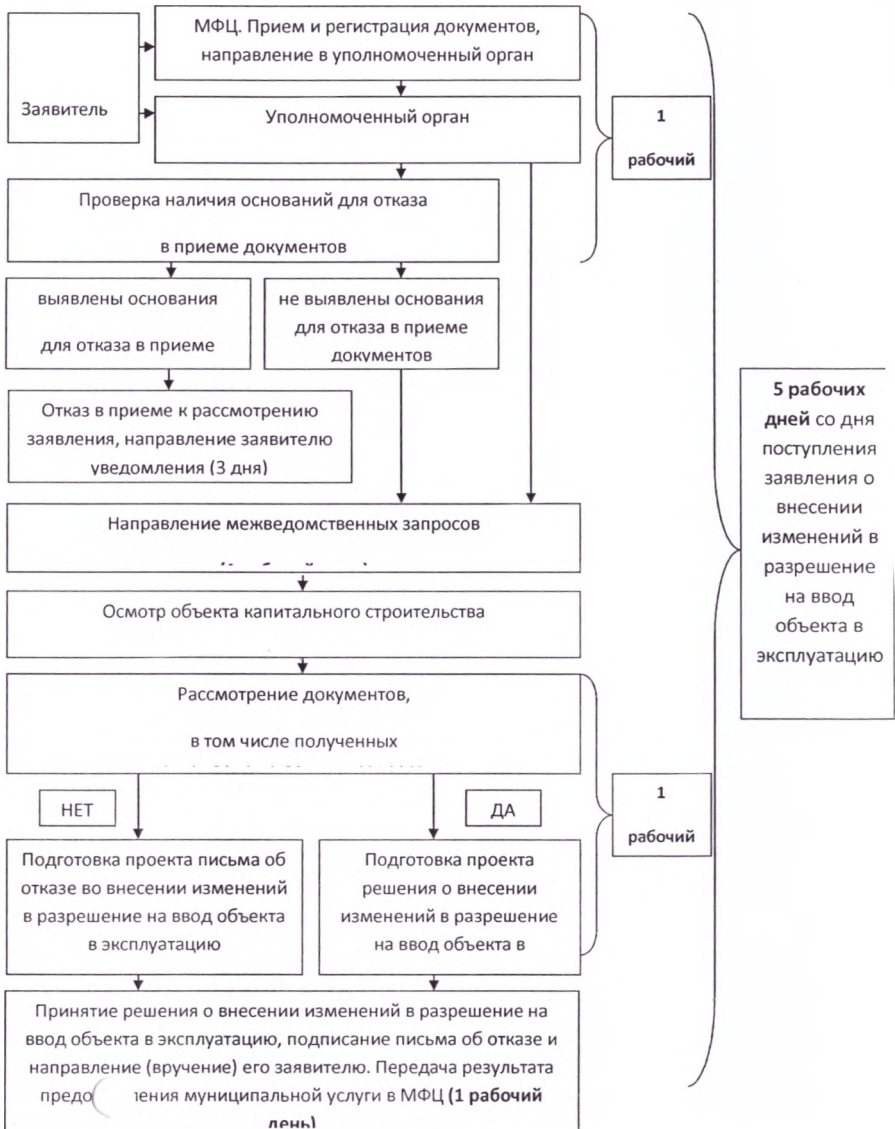 МФЦ. Прием и регистрация документов,
направление в уполномоченный орган
Заявитель
Уполномоченный орган
1
рабочий
Проверка наличия оснований для отказа
в приеме документов
выявлены основания
для отказа в приеме
не выявлены основания
для отказа в приеме
документов
Отказ в приеме к рассмотрению
заявления, направление заявителю
уведомления (3 дня)
5 рабочих
дней со дня
поступления
заявления о
внесении
изменений в
разрешение
на ввод
объекта в
эксплуатацию
Направление межведомственных запросов
Осмотр объекта капитального строительства
Рассмотрение документов,
в том числе полученных
НЕТ
ДА
1
рабочий
Подготовка проекта письма об
отказе во внесении изменений
в разрешение на ввод объекта
в эксплуатацию
Подготовка проекта
решения о внесении
изменений в разрешение
на ввод объекта в
Принятие решения о внесении изменений в разрешение на
ввод объекта в эксплуатацию, подписание письма об отказе и
направление (вручение) его заявителю. Передача результата
муниципальной услуги в МФЦ (1 рабочий
день)